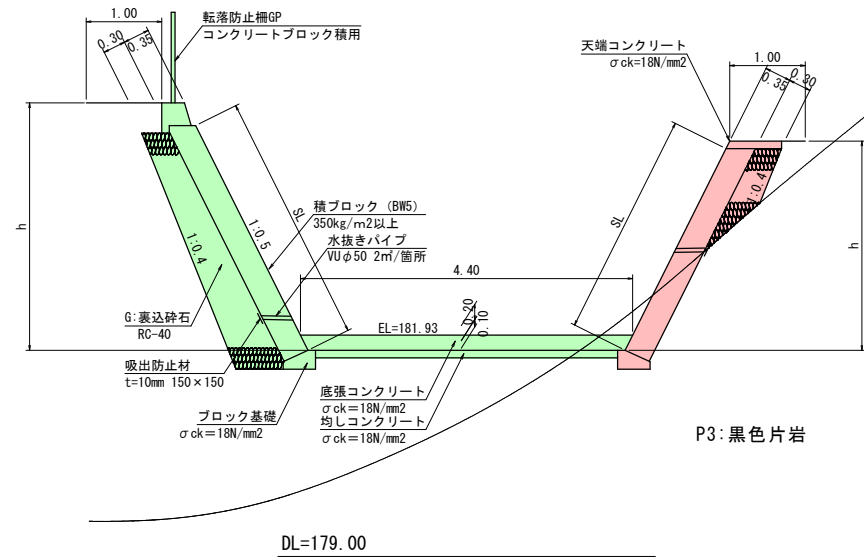 1.00
0.30
0.35
転落防止柵GP
コンクリートブロック積用
天端コンクリート
σck=18N/mm2
1.00
0.35
0.30
h
SL
1:0.5
1:0.4
積ブロック (BW5)
350kg/m2以上
水抜きパイプ
VUφ50 2㎡/箇所
4.40
SL
1:0.4
h
G:裏込砕石
RC-40
EL=181.93
0.20
0.10
吸出防止材
t=10mm 150×150
ブロック基礎
σck=18N/mm2
底張コンクリート
σck=18N/mm2
均しコンクリート
σck=18N/mm2
P3:黒色片岩
DL=179.00